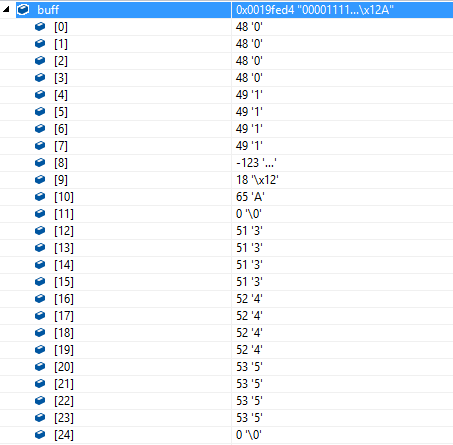 buff 0x0019fed4 "00001111...\x12A"
[0] 48 '0'
[1] 48 '0'
[2] 48 '0'
[3] 48 '0'
[4] 49 '1'
[5] 49 '1'
[6] 49 '1'
[7] 49 '1'
[8] -123 '...'
[9] 18 '\x12'
[10] 65 'A'
[11] 0 '\0'
[12] 51 '3'
[13] 51 '3'
[14] 51 '3'
[15] 51 '3'
[16] 52 '4'
[17] 52 '4'
[18] 52 '4'
[19] 52 '4'
[20] 53 '5'
[21] 53 '5'
[22] 53 '5'
[23] 53 '5'
[24] 0 '\0'